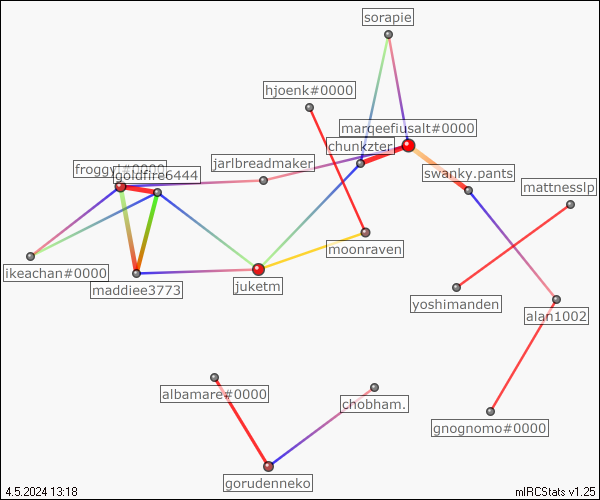 sorapie
hjoenk#0000
marqeefiusalt#0000
chunkzter
froggy!#0000
goldfire6444
jarlbreadmaker
swanky.pants
mattnesslp
moonraven
ikeachan#0000
maddiee3773
juketm
yoshimanden
alan1002
albamare#0000
chobham.
gnognomo#0000
gorudenneko
4.5.2024 13:18
mIRCStats v1.25